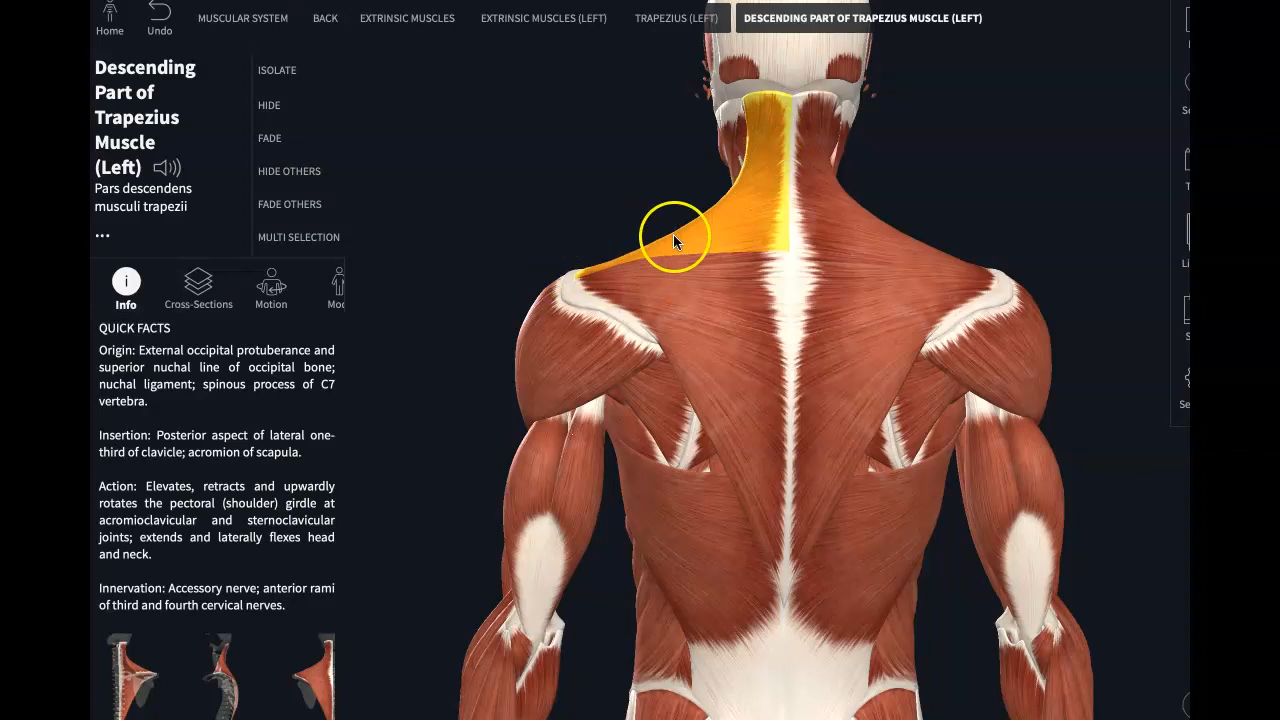 Home
Undo
MUSCULAR SYSTEM
BACK
EXTRINSIC MUSCLES
EXTRINSIC MUSCLES (LEFT)
TRAPEZIUS (LEFT)
DESCENDING PART OF TRAPEZIUS MUSCLE (LEFT)
Descending
Part of
Trapezius
Muscle
(Left)
Pars descendens
musculi trapezii
...
ISOLATE
HIDE
FADE
HIDE OTHERS
FADE OTHERS
MULTI SELECTION
Info
Cross-Sections
Motion
QUICK FACTS
Origin: External occipital protuberance and
superior nuchal line of occipital bone;
nuchal ligament; spinous process of C7
vertebra.
Insertion: Posterior aspect of lateral one-
third of clavicle; acromion of scapula.
Action: Elevates, retracts and upwardly
rotates the pectoral (shoulder) girdle at
acromioclavicular and sternoclavicular
joints; extends and laterally flexes head
and neck.
Innervation: Accessory nerve; anterior rami
of third and fourth cervical nerves.